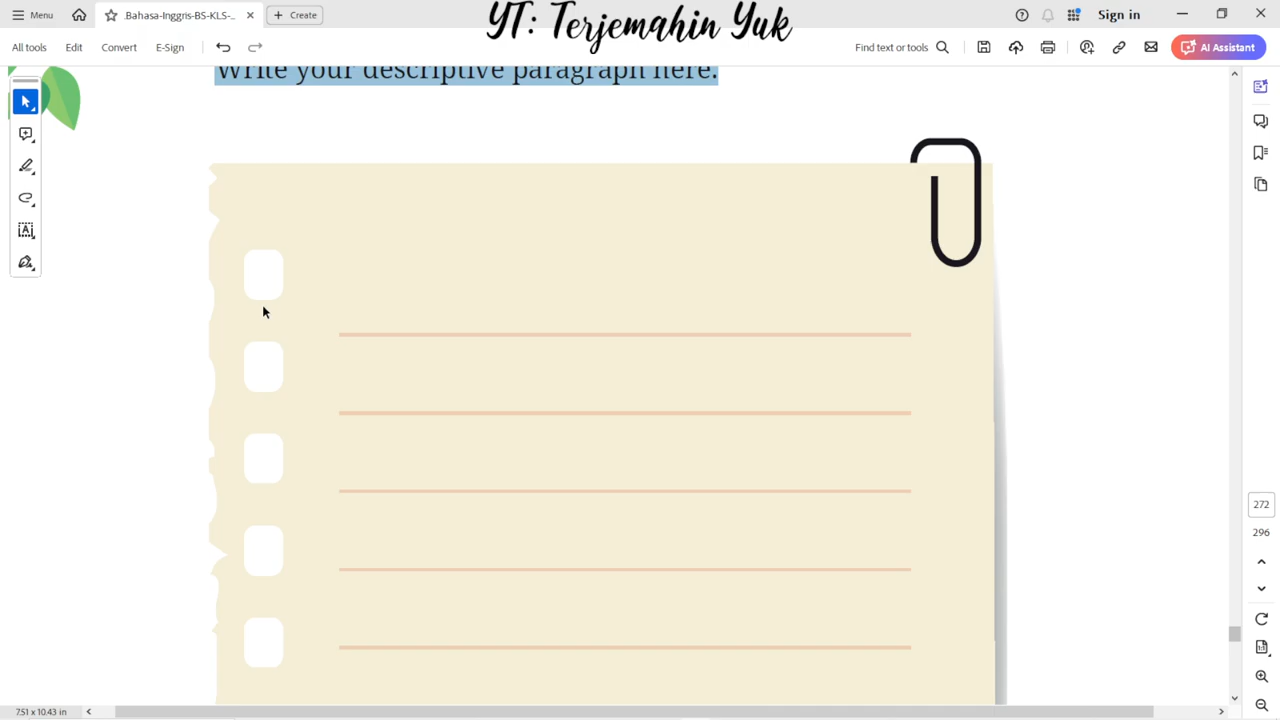 Menu
.Bahasa-Inggris-BS-KLS-...
Create
YT: Terjemahin Yuk
Sign in
All tools
Edit
Convert
E-Sign
Find text or tools
AI Assistant
Write your descriptive paragraph here.
272
296
7.51 x 10.43 in